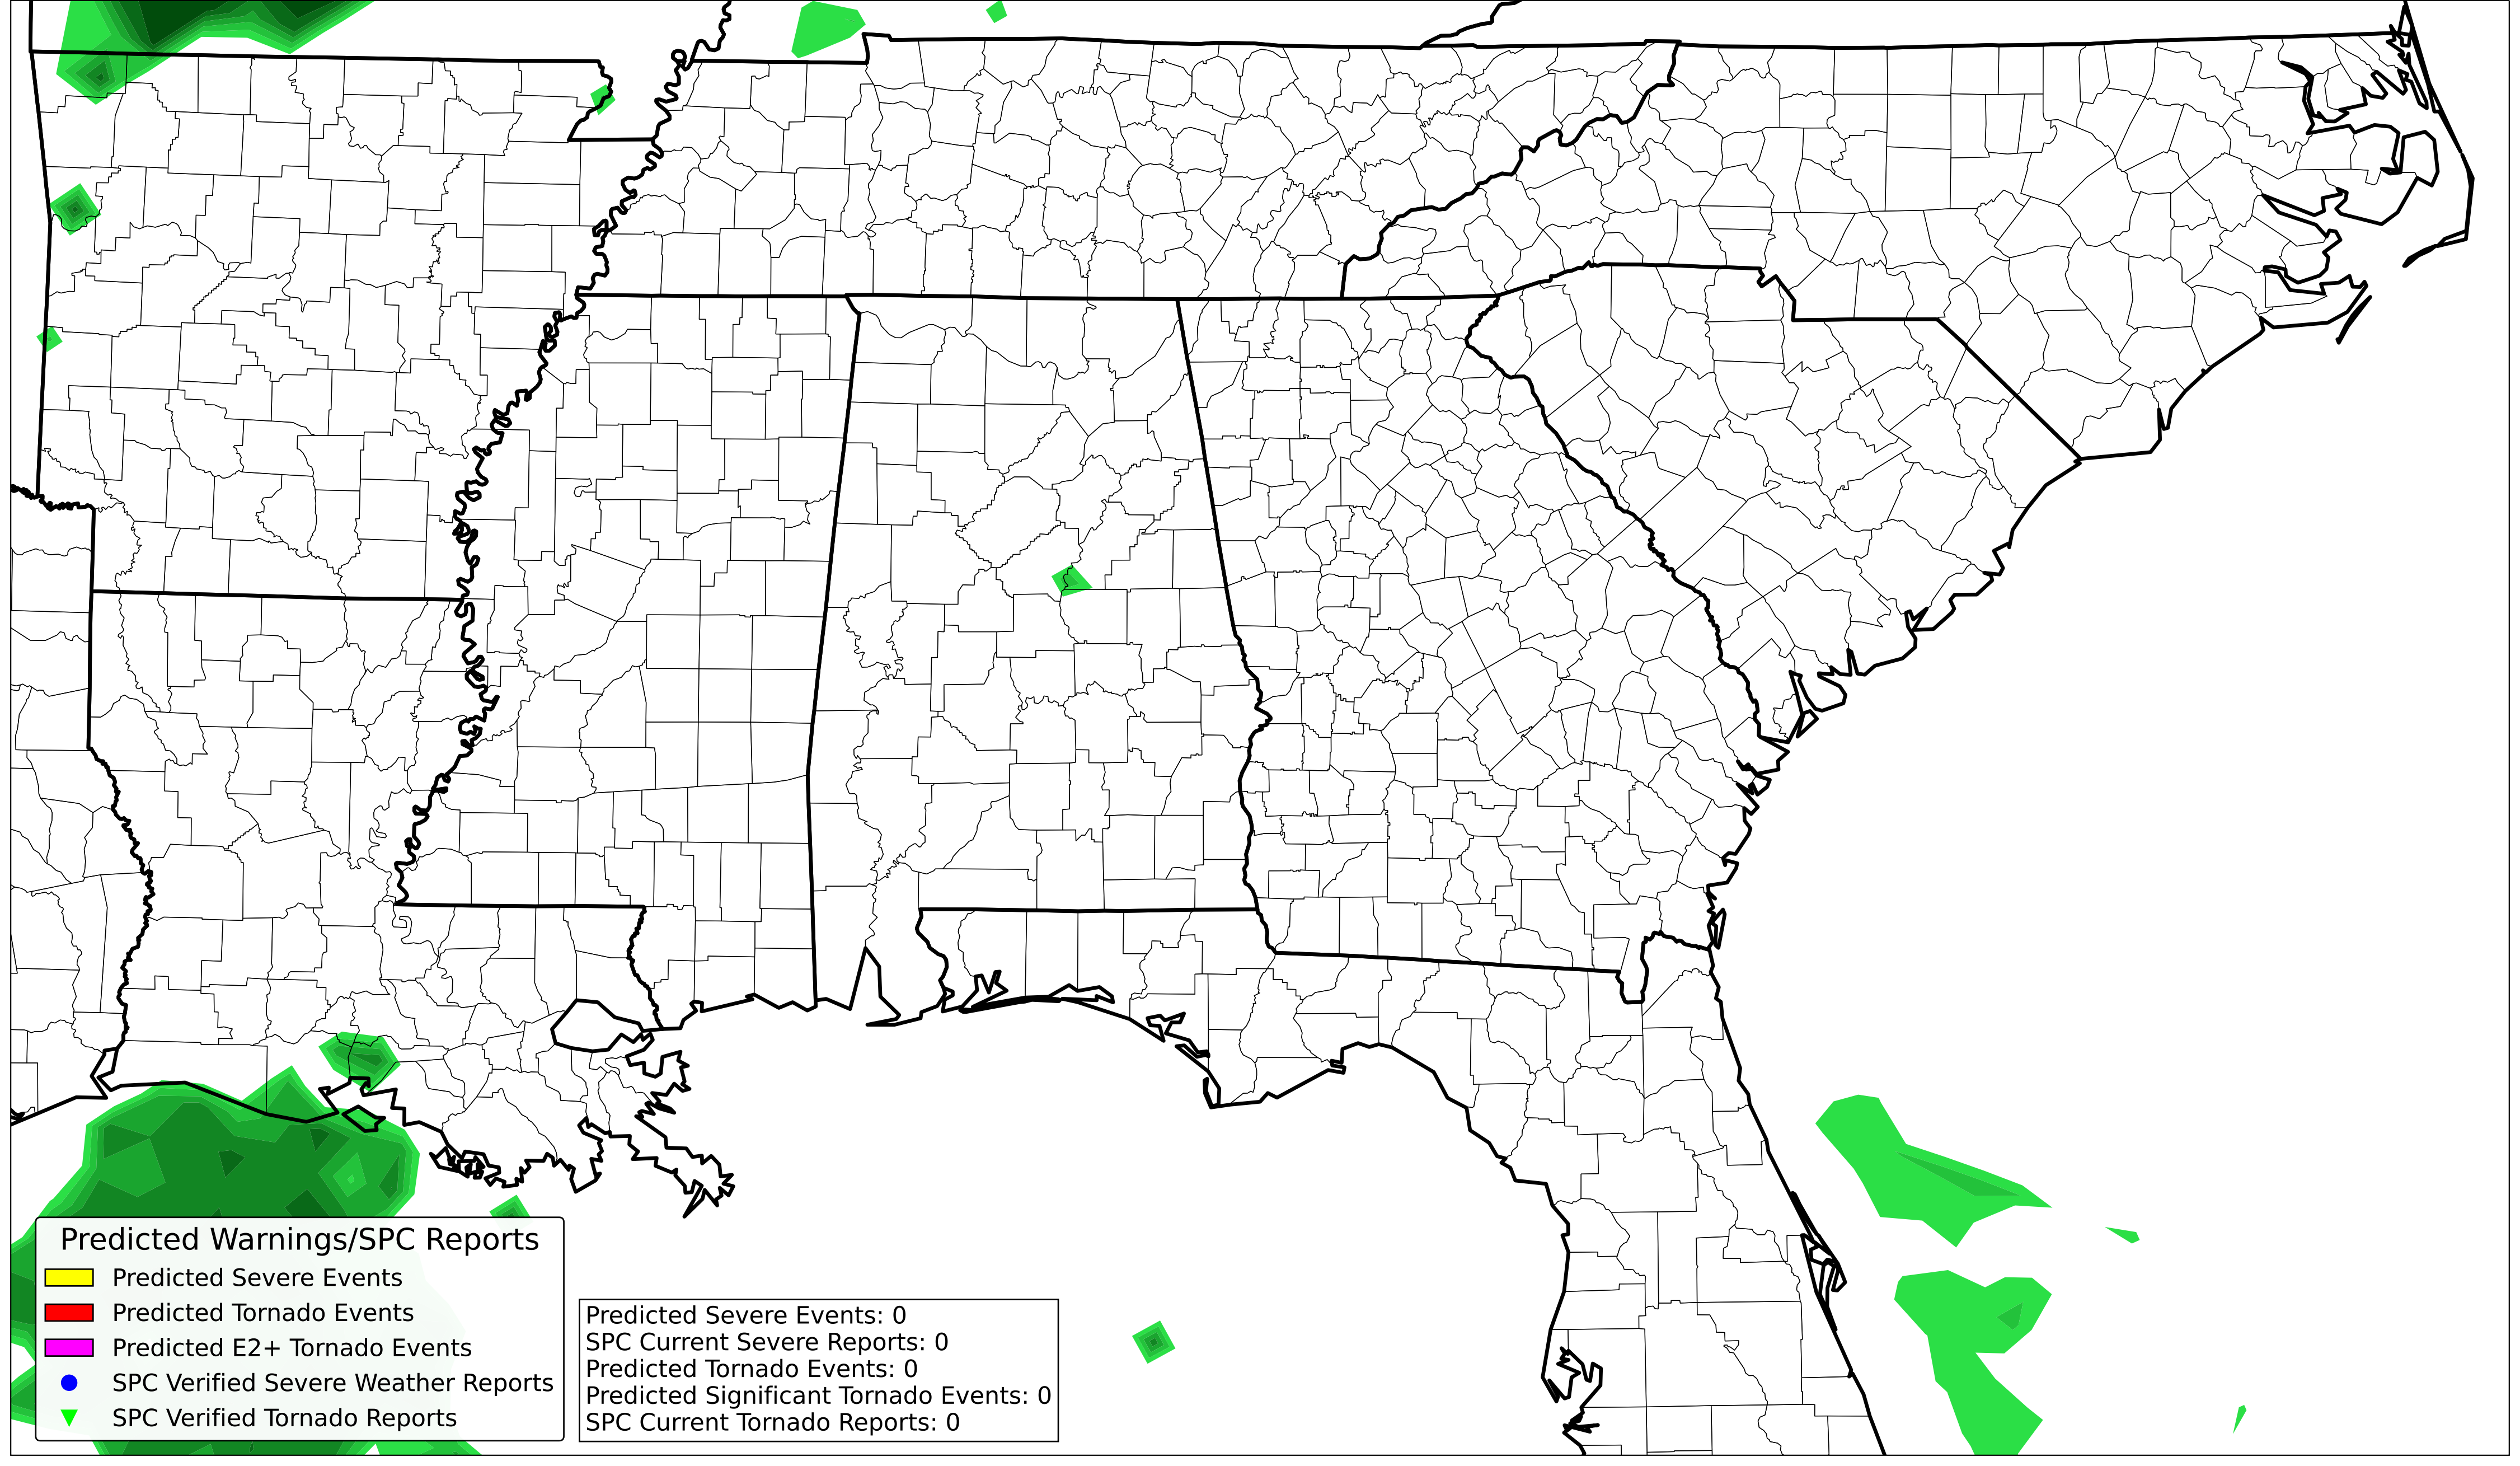 Predicted Warnings/SPC Reports
Predicted Severe Events
Predicted Tornado Events
Predicted E2+ Tornado Events
SPC Verified Severe Weather Reports
SPC Verified Tornado Reports
Predicted Severe Events: 0
SPC Current Severe Reports: 0
Predicted Tornado Events: 0
Predicted Significant Tornado Events: 0
SPC Current Tornado Reports: 0